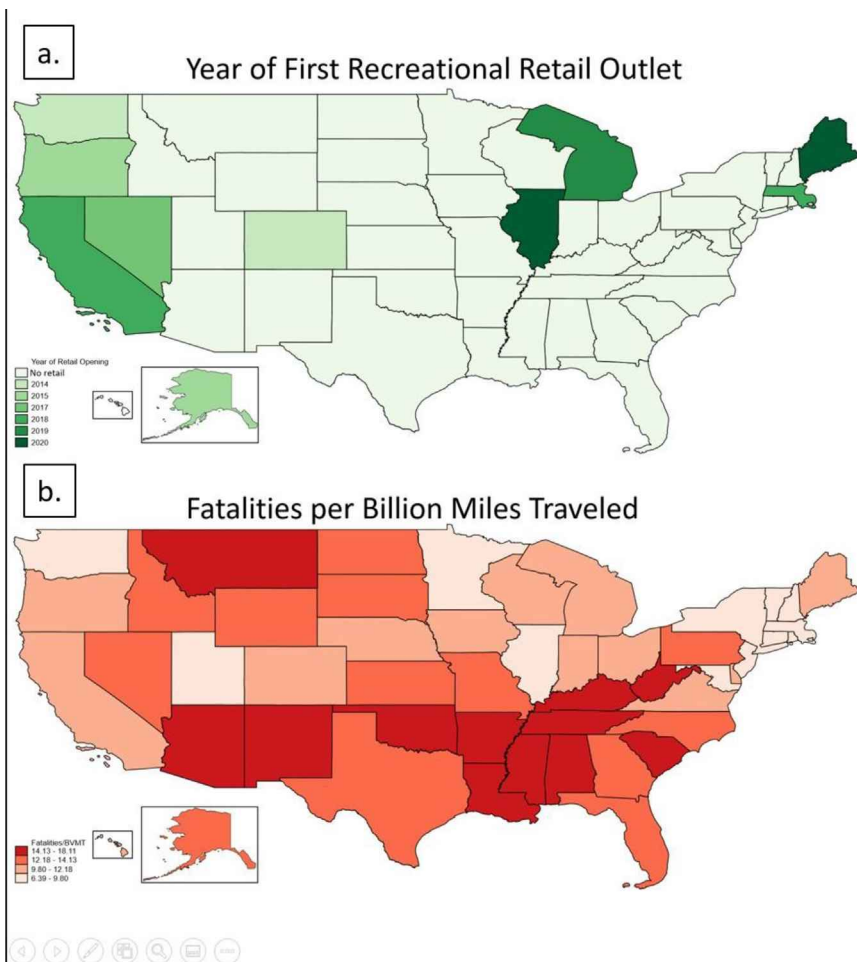 a.
Year of First Recreational Retail Outlet
Year of Retail Opening
No retail
2014
2015
2017
2018
2019
2020
b.
Fatalities per Billion Miles Traveled
Fatalities/BVMT
14.13 - 18.11
12.18 - 14.13
9.80 - 12.18
6.39 - 9.80